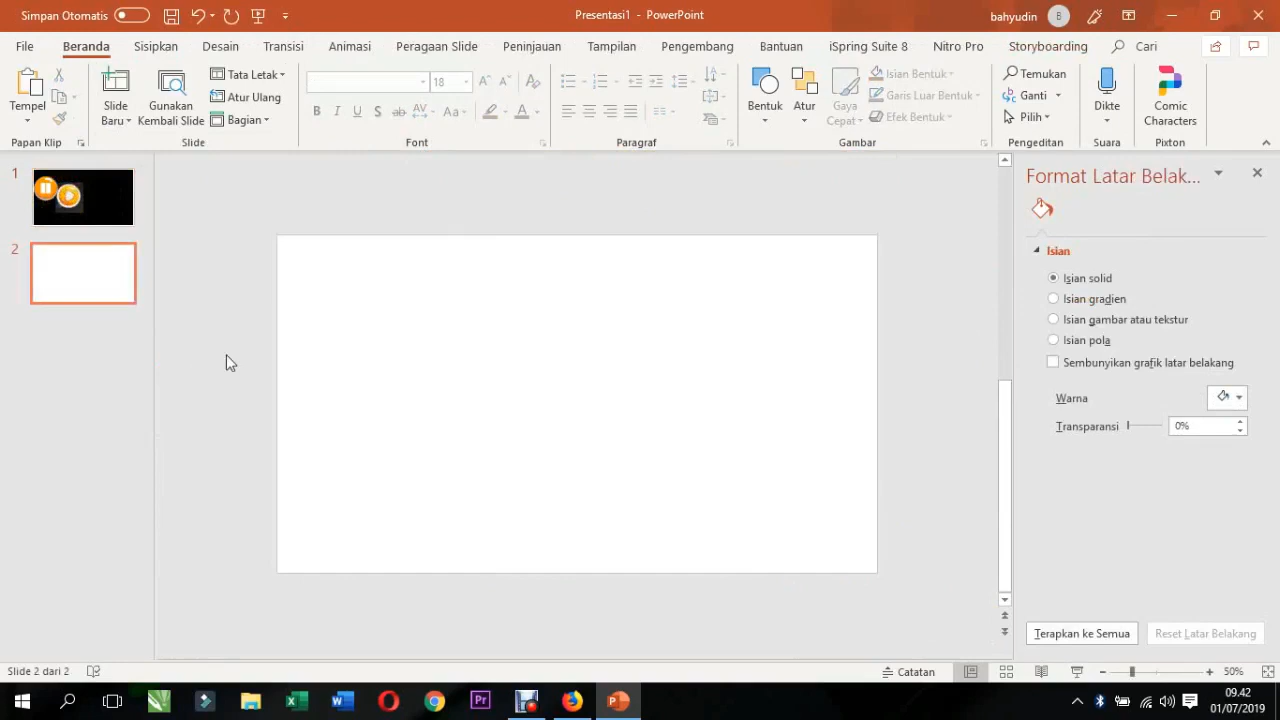 Simpan Otomatis
Presentasi1 - PowerPoint
bahyudin
B
File
Beranda
Sisipkan
Desain
Transisi
Animasi
Peragaan Slide
Peninjauan
Tampilan
Pengembang
Bantuan
iSpring Suite 8
Nitro Pro
Storyboarding
Cari
Tempel
Slide Baru
Gunakan Kembali Slide
Tata Letak
Atur Ulang
Bagian
18
B I U S ab AV Aa A
Bentuk
Atur
Gaya Cepat
Isian Bentuk
Garis Luar Bentuk
Efek Bentuk
Temukan
Ganti
Pilih
Dikte
Comic Characters
Papan Klip
Slide
Font
Paragraf
Gambar
Pengeditan
Suara
Pixton
1
2
Format Latar Belak...
Isian
Isian solid
Isian gradien
Isian gambar atau tekstur
Isian pola
Sembunyikan grafik latar belakang
Warna
Transparansi
0%
Terapkan ke Semua
Reset Latar Belakang
Slide 2 dari 2
Catatan
50%
09.42
01/07/2019